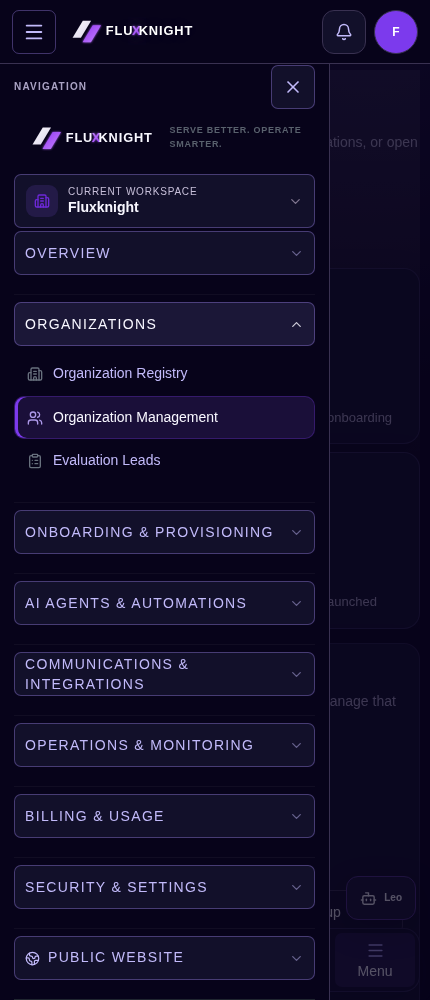 FLUXKNIGHT
F
NAVIGATION
FLUXKNIGHT
SERVE BETTER. OPERATE
SMARTER.
ations, or open
CURRENT WORKSPACE
Fluxknight
OVERVIEW
ORGANIZATIONS
Organization Registry
Organization Management
onboarding
Evaluation Leads
ONBOARDING & PROVISIONING
AI AGENTS & AUTOMATIONS
aunched
COMMUNICATIONS &
INTEGRATIONS
anage that
OPERATIONS & MONITORING
BILLING & USAGE
SECURITY & SETTINGS
Leo
up
PUBLIC WEBSITE
Menu